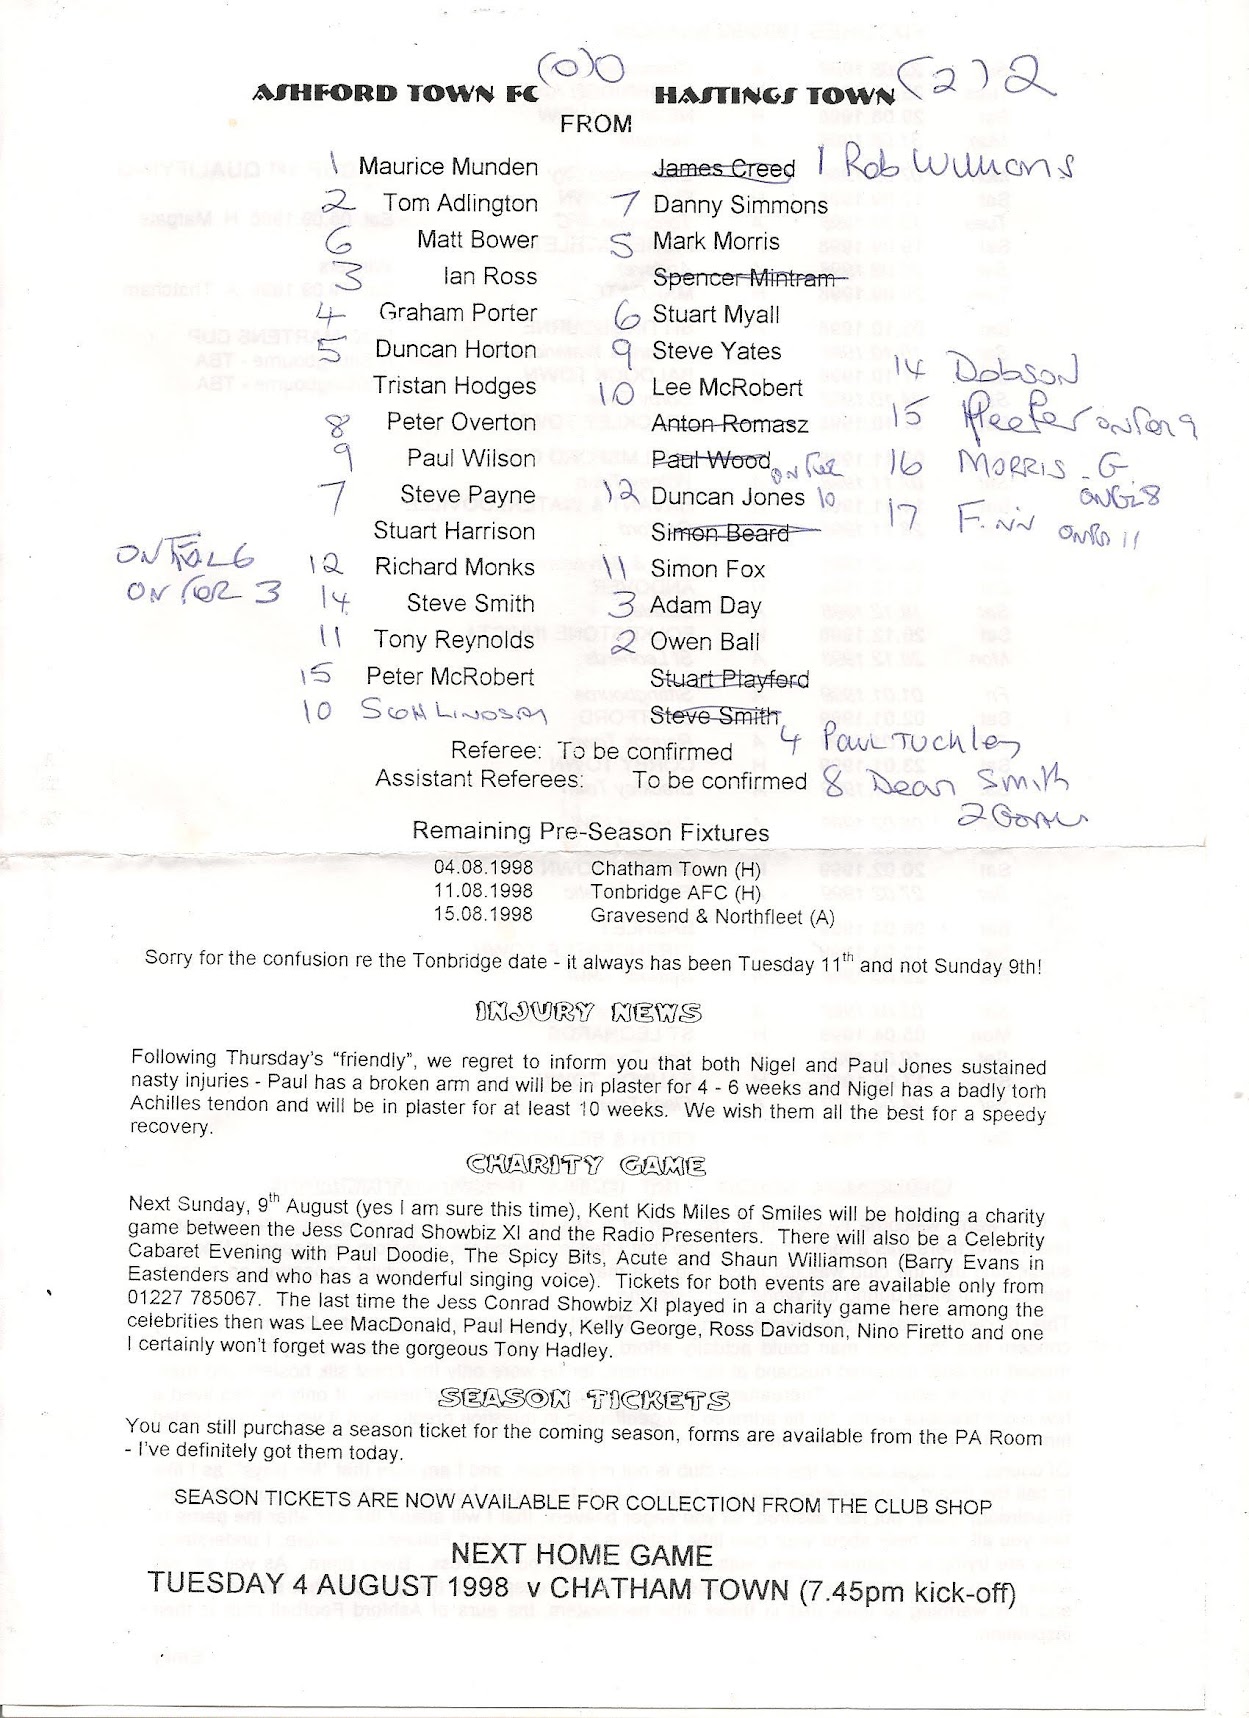 (0)0 (2)2
ASHFORD TOWN FC HASTINGS TOWN
FROM
1 Maurice Munden James Creed 1 Rob Williams
2 Tom Adlington 7 Danny Simmons
6 Matt Bower 5 Mark Morris
3 Ian Ross Spencer Mintram
4 Graham Porter 6 Stuart Myall
5 Duncan Horton 9 Steve Yates
Tristan Hodges 10 Lee McRobert 14 DOBSON
8 Peter Overton Anton Romasz 15 on for 9
9 Paul Wilson Paul Wood on for 16 MORRIS . G
7 Steve Payne 12 Duncan Jones 10 on for 8
Stuart Harrison Simon Beard 17 FINN on for 11
ON FOR 6 12 Richard Monks 11 Simon Fox
ON FOR 3 14 Steve Smith 3 Adam Day
11 Tony Reynolds 2 Owen Ball
15 Peter McRobert Stuart Playford
10 Scott LINDSAY Steve Smith
Referee: To be confirmed 4 PAUL TUCHLEY
Assistant Referees: To be confirmed 8 Dean Smith
2 GOALS
Remaining Pre-Season Fixtures
04.08.1998 Chatham Town (H)
11.08.1998 Tonbridge AFC (H)
15.08.1998 Gravesend & Northfleet (A)
Sorry for the confusion re the Tonbridge date - it always has been Tuesday 11th and not Sunday 9th!
INJURY NEWS
Following Thursday's "friendly", we regret to inform you that both Nigel and Paul Jones sustained
nasty injuries - Paul has a broken arm and will be in plaster for 4 - 6 weeks and Nigel has a badly torn
Achilles tendon and will be in plaster for at least 10 weeks. We wish them all the best for a speedy
recovery.
CHARITY GAME
Next Sunday, 9th August (yes I am sure this time), Kent Kids Miles of Smiles will be holding a charity
game between the Jess Conrad Showbiz XI and the Radio Presenters. There will also be a Celebrity
Cabaret Evening with Paul Doodie, The Spicy Bits, Acute and Shaun Williamson (Barry Evans in
Eastenders and who has a wonderful singing voice). Tickets for both events are available only from
01227 785067. The last time the Jess Conrad Showbiz XI played in a charity game here among the
celebrities then was Lee MacDonald, Paul Hendy, Kelly George, Ross Davidson, Nino Firetto and one
I certainly won't forget was the gorgeous Tony Hadley.
SEASON TICKETS
You can still purchase a season ticket for the coming season, forms are available from the PA Room
- I've definitely got them today.
SEASON TICKETS ARE NOW AVAILABLE FOR COLLECTION FROM THE CLUB SHOP
NEXT HOME GAME
TUESDAY 4 AUGUST 1998 v CHATHAM TOWN (7.45pm kick-off)